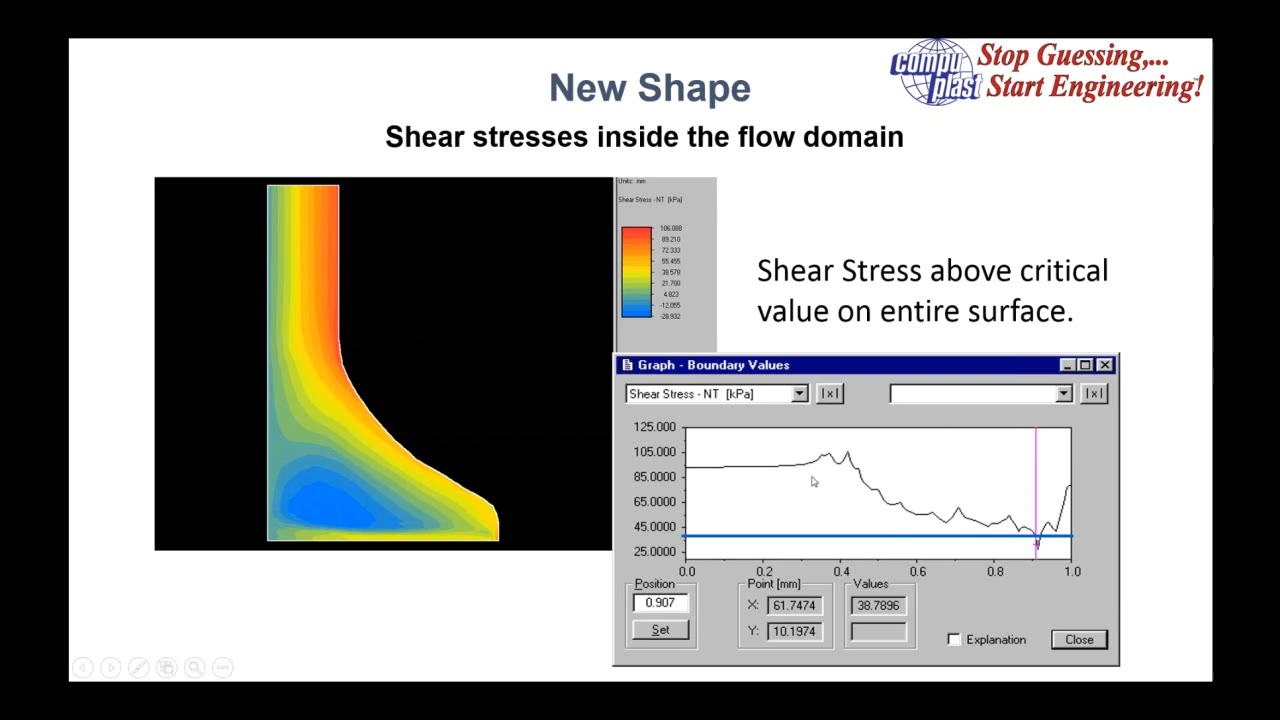 compu
plast
Stop Guessing,...
Start Engineering!
New Shape
Shear stresses inside the flow domain
Units: mm
Shear Stress - NT [kPa]
106.088
89.210
72.333
55.455
38.578
21.700
4.823
-12.055
-28.932
Shear Stress above critical
value on entire surface.
Graph - Boundary Values
Shear Stress - NT [kPa]
|x|
|x|
125.000
105.000
85.000
65.0000
45.0000
25.0000
0.0 0.2 0.4 0.6 0.8 1.0
Position Point [mm] Values
0.907 X: 61.7474 38.7896
Set Y: 10.1974
Explanation Close